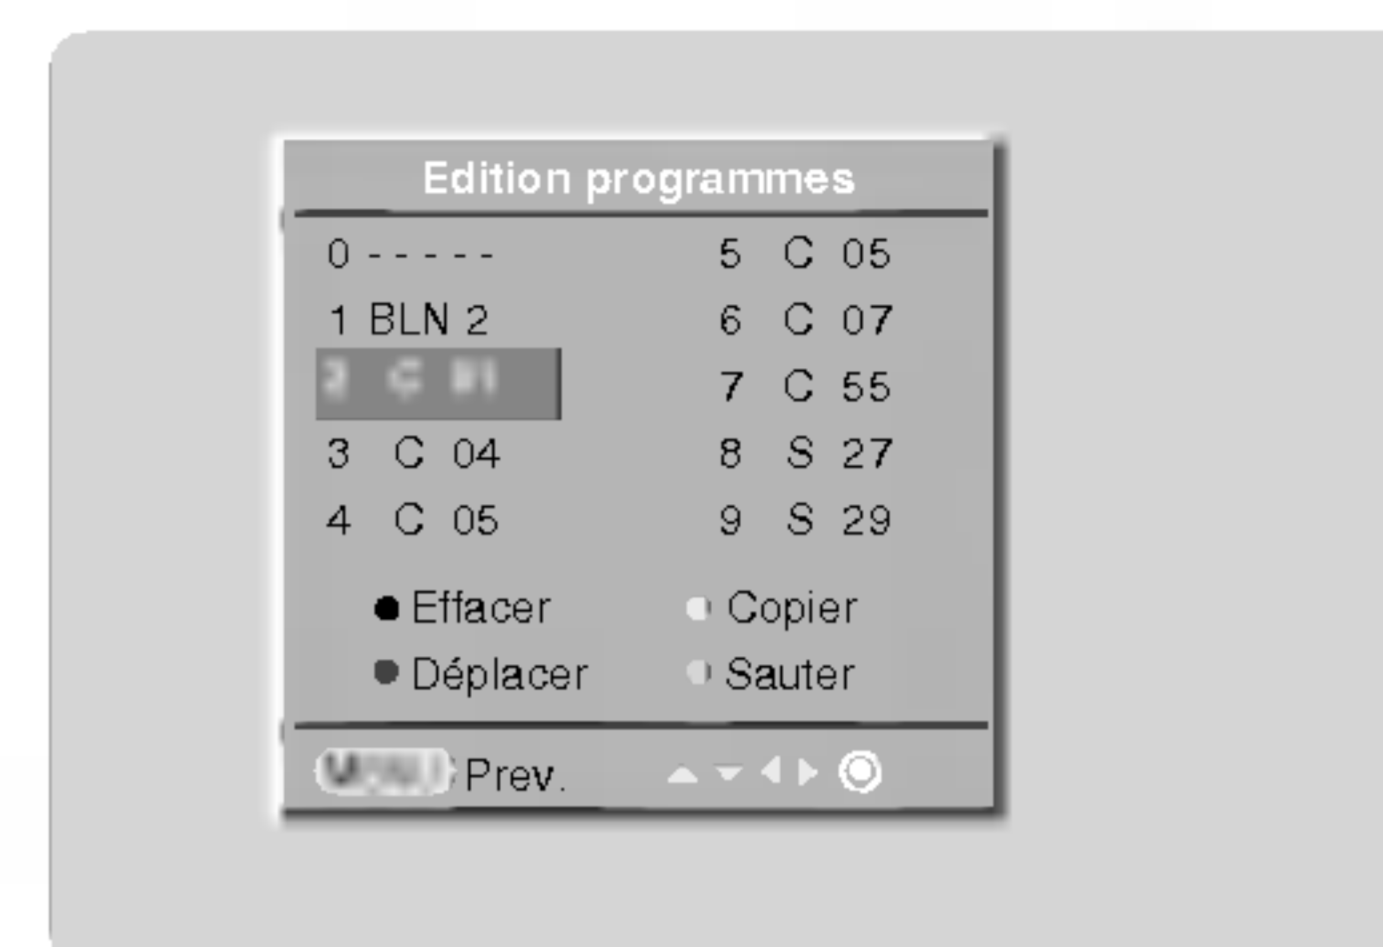 Edition programmes
0 - - - - -
1 BLN 2
3 C 04
4 C 05
5 C 05
6 C 07
7 C 55
8 S 27
9 S 29
Effacer
Copier
Déplacer
Sauter
Prev.